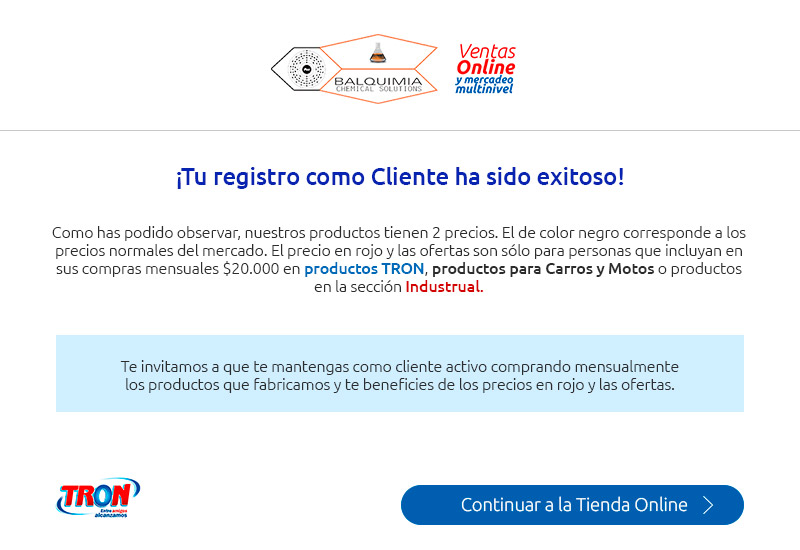 BALQUIMIA
CHEMICAL SOLUTIONS
Ventas
Online
y mercadeo
multinivel
¡Tu registro como Cliente ha sido exitoso!
Como has podido observar, nuestros productos tienen 2 precios. El de color negro corresponde a los
precios normales del mercado. El precio en rojo y las ofertas son sólo para personas que incluyan en
sus compras mensuales $20.000 en productos TRON, productos para Carros y Motos o productos
en la sección Industrual.
Te invitamos a que te mantengas como cliente activo comprando mensualmente
los productos que fabricamos y te beneficies de los precios en rojo y las ofertas.
TRON
Entre amigos
alcanzamos
Continuar a la Tienda Online